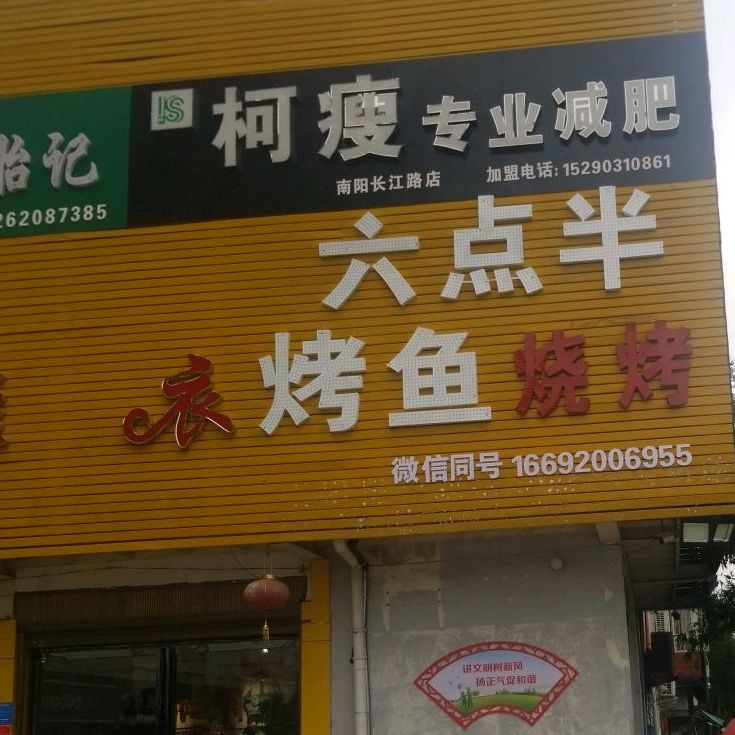 柯瘦 专业减肥
南阳长江路店 加盟电话: 15290310861
胎记
262087385
六点半
衣 烤鱼烧烤
微信同号 16692006955
讲文明树新风
扬正气促和谐